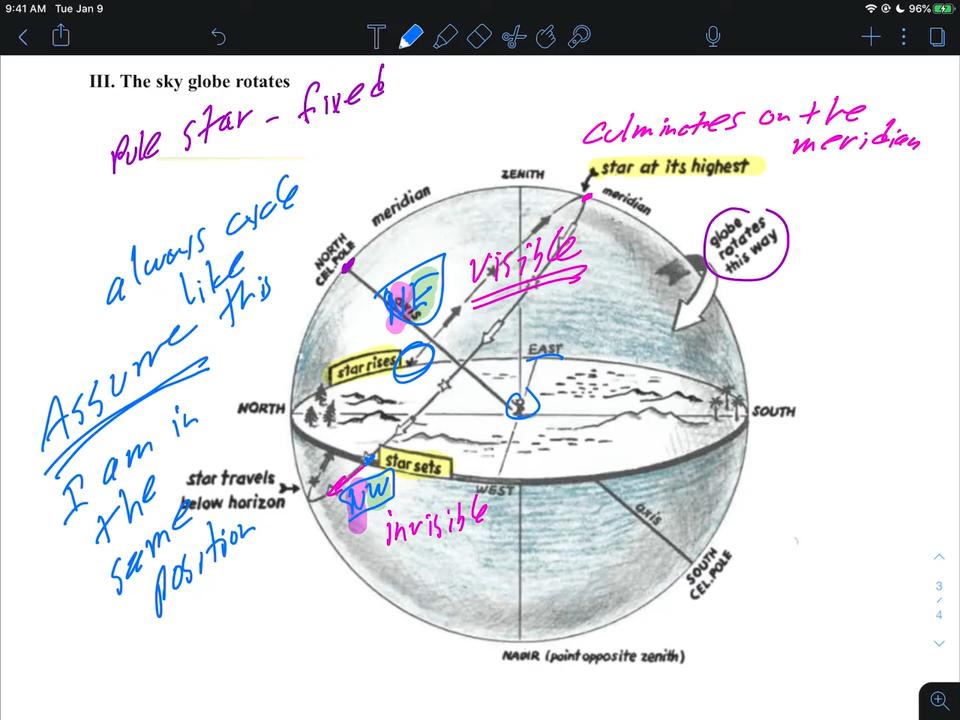 9:41 AM Tue Jan 9
96%
III. The sky globe rotates
Pole star - fixed
culminates on the
meridian
always cycle
like
this
Assume
I am in
the
same
position
ZENITH
star at its highest
meridian
meridian
NORTH
CEL. POLE
globe
rotates
this way
visible
NE
star rises
EAST
NORTH
SOUTH
star sets
star travels
below horizon
NW
WEST
invisible
axis
SOUTH
CEL. POLE
NADIR (point opposite zenith)
3
/
4